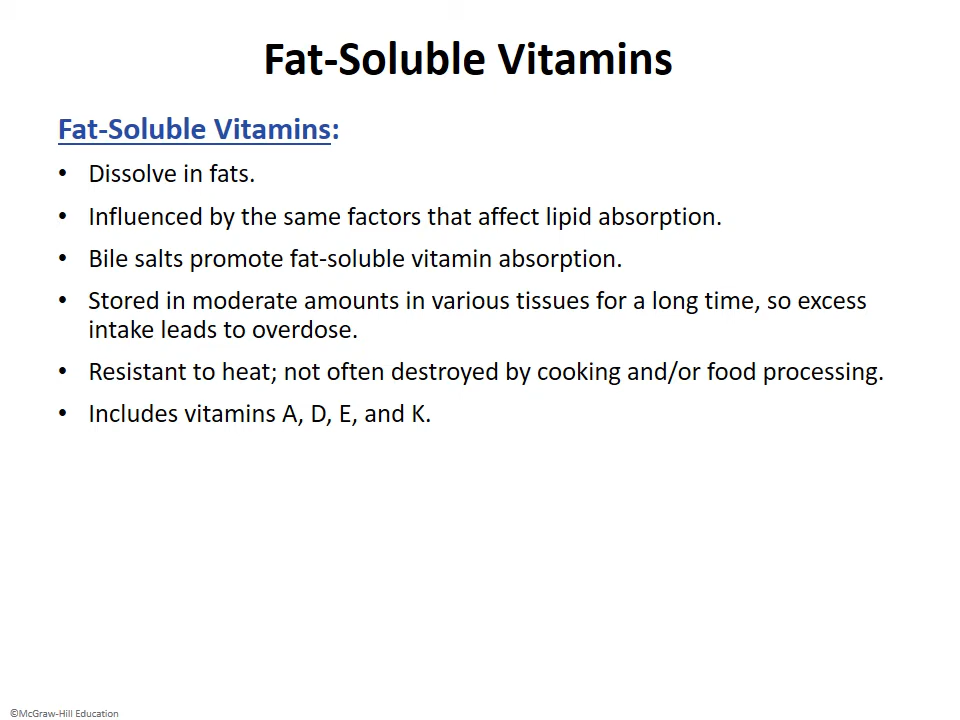 Fat-Soluble Vitamins
Fat-Soluble Vitamins:
• Dissolve in fats.
• Influenced by the same factors that affect lipid absorption.
• Bile salts promote fat-soluble vitamin absorption.
• Stored in moderate amounts in various tissues for a long time, so excess
intake leads to overdose.
• Resistant to heat; not often destroyed by cooking and/or food processing.
• Includes vitamins A, D, E, and K.
©McGraw-Hill Education